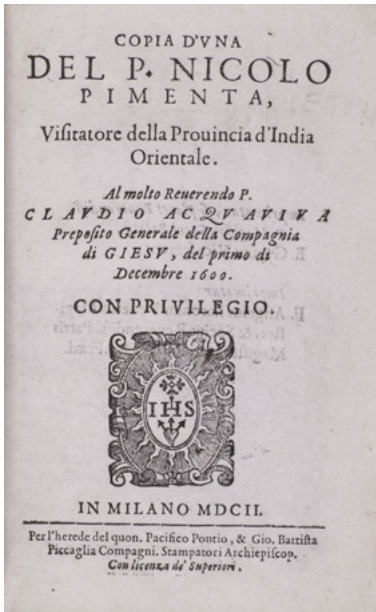 COPIA D'VNA
DEL P. NICOLO
PIMENTA,
Visitatore della Prouincia d'India
Orientale.
Al molto Reuerendo P.
CLAVDIO ACQVAVIVA
Preposito Generale della Compagnia
di GIESV, del primo di
Decembre 1600.
CON PRIVILEGIO.
IHS
IN MILANO MDCII.
Per l'herede del quon. Pacifico Pontio, & Gio. Battista
Piccaglia Compagni. Stampatori Archiepiscop.
Con licenza de' Superiori.